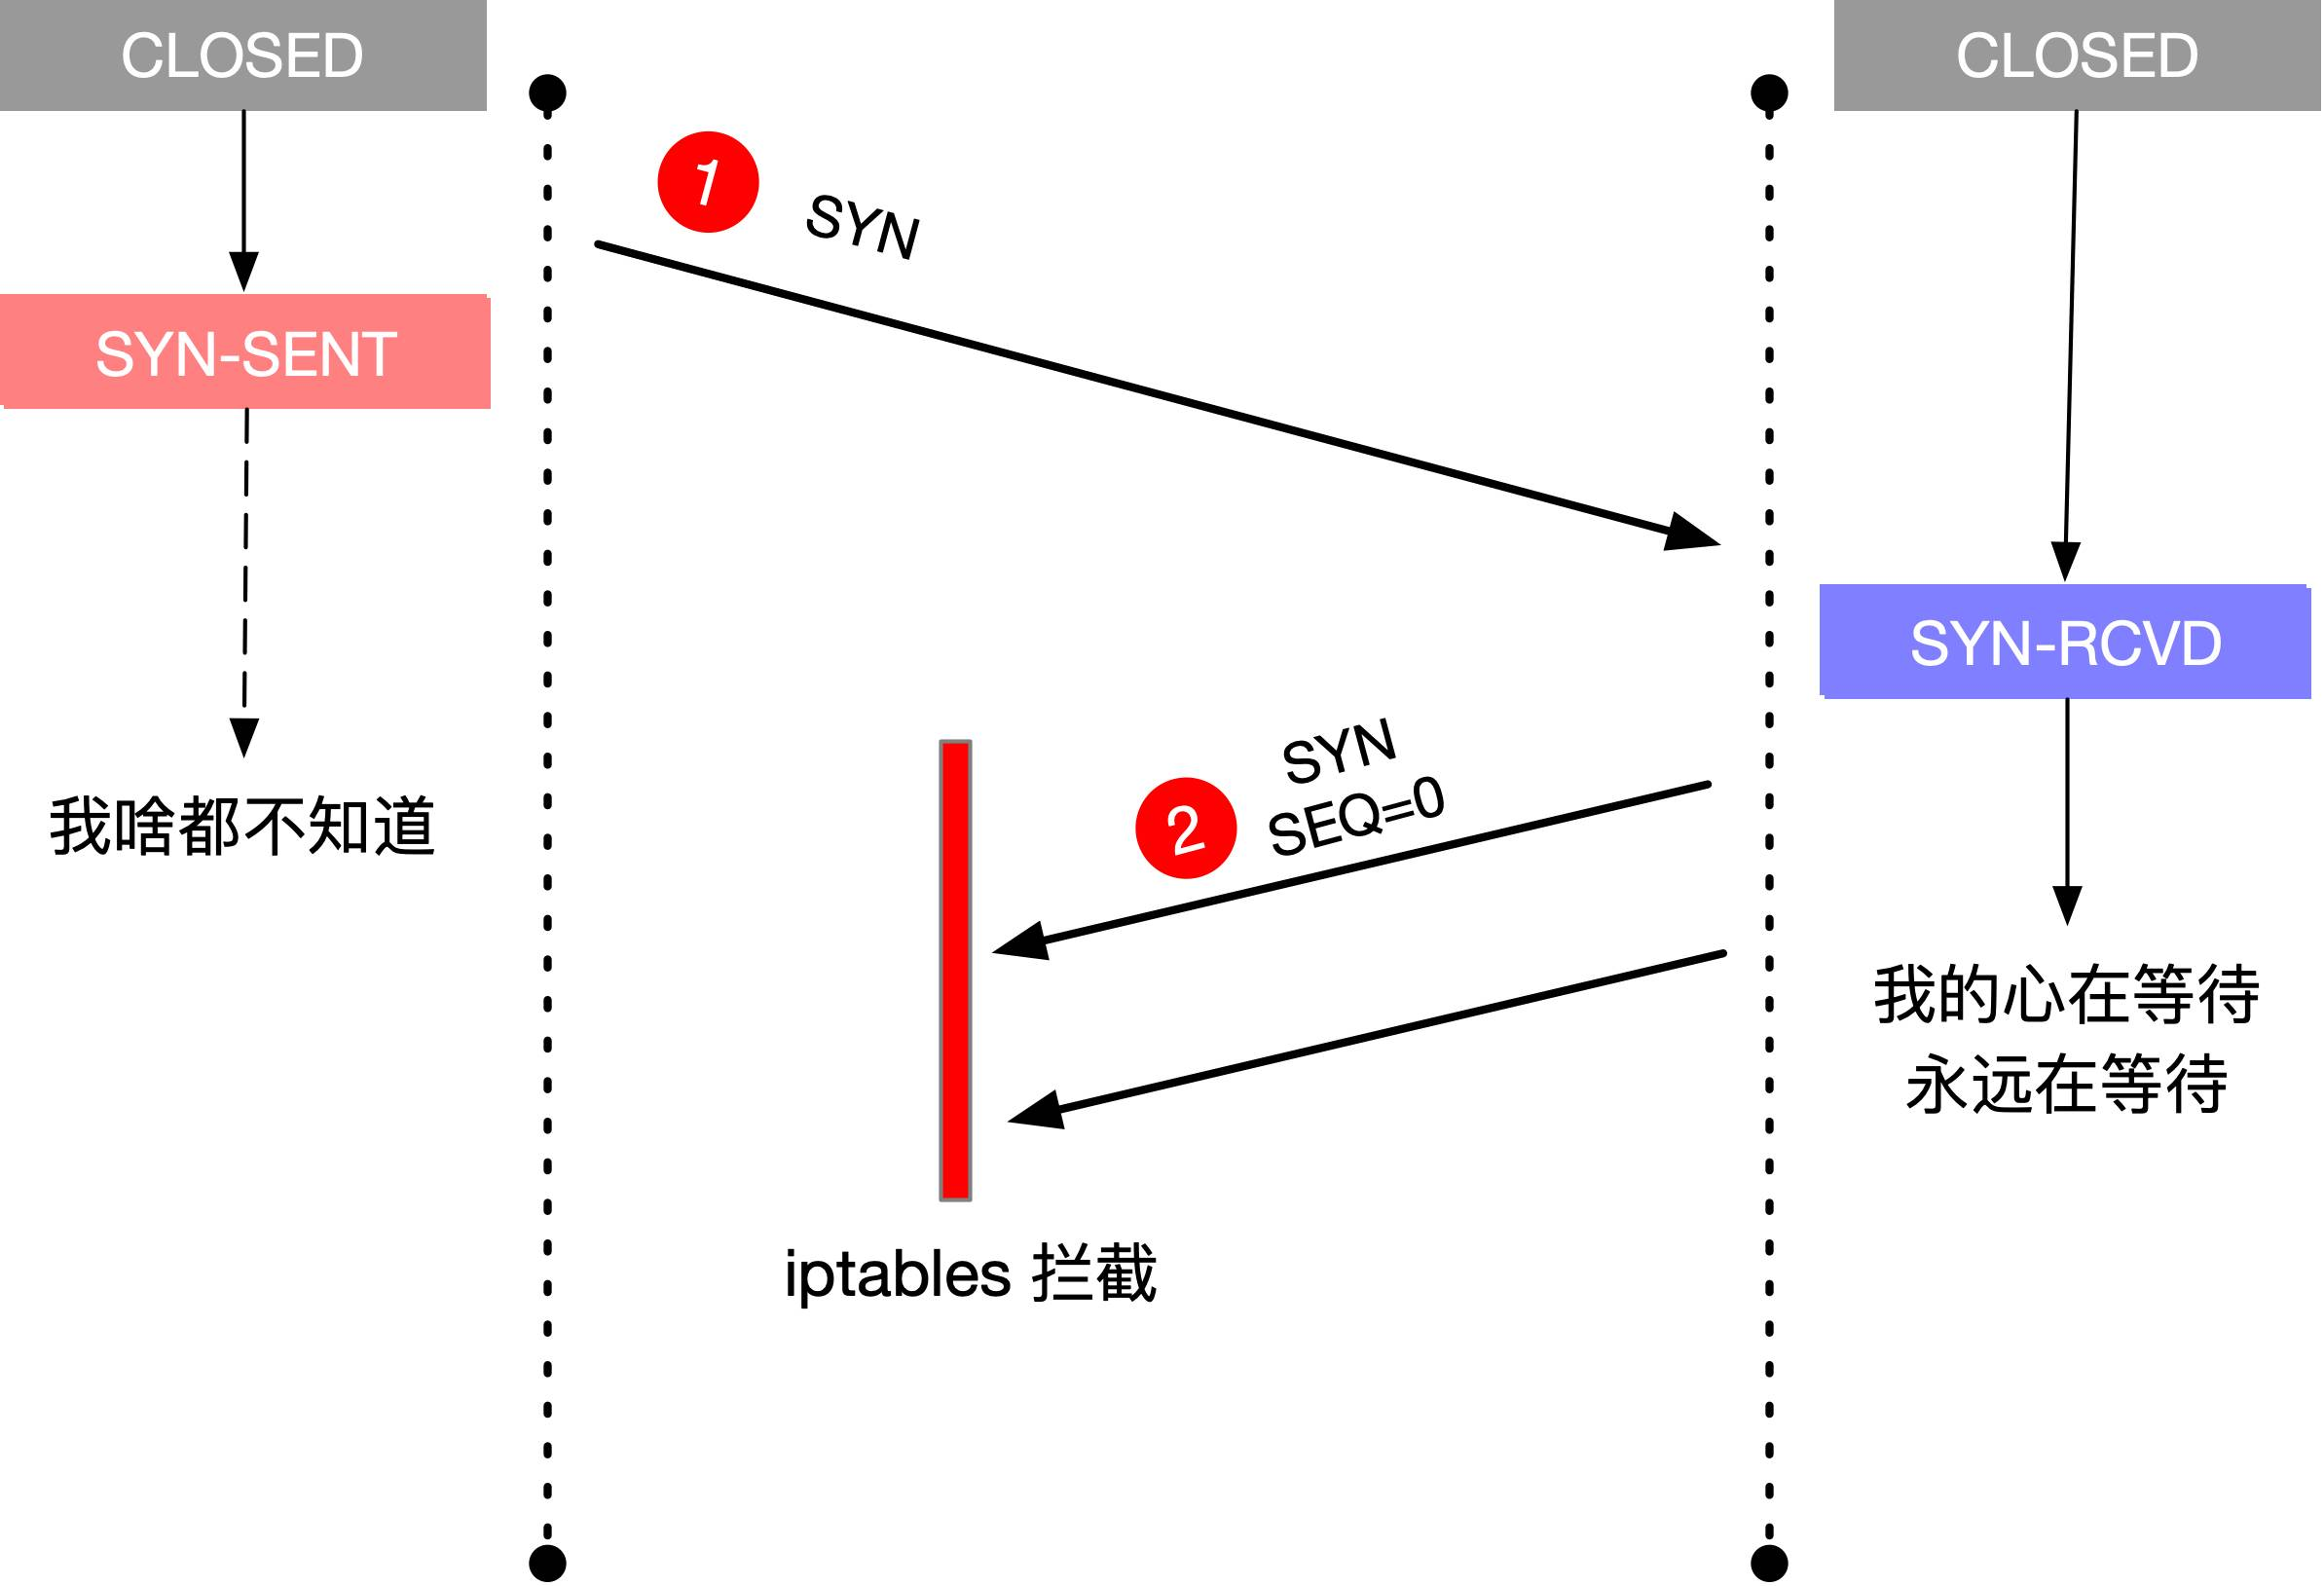 CLOSED
CLOSED
1
SYN
SYN-SENT
SYN-RCVD
SYN
SEQ=0
2
我啥都不知道
我的心在等待
永远在等待
iptables 拦截